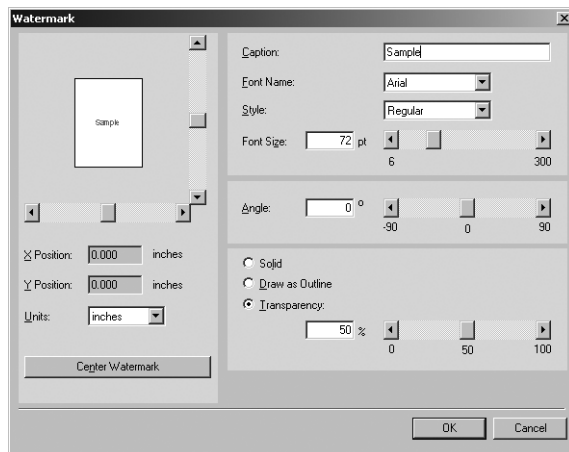 Watermark
Sample
X Position: 0.000 inches
Y Position: 0.000 inches
Units: inches
Center Watermark
Caption: Sample
Font Name: Arial
Style: Regular
Font Size: 72 pt
6 300
Angle: 0 °
-90 0 90
Solid
Draw as Outline
Transparency:
50 %
0 50 100
OK Cancel